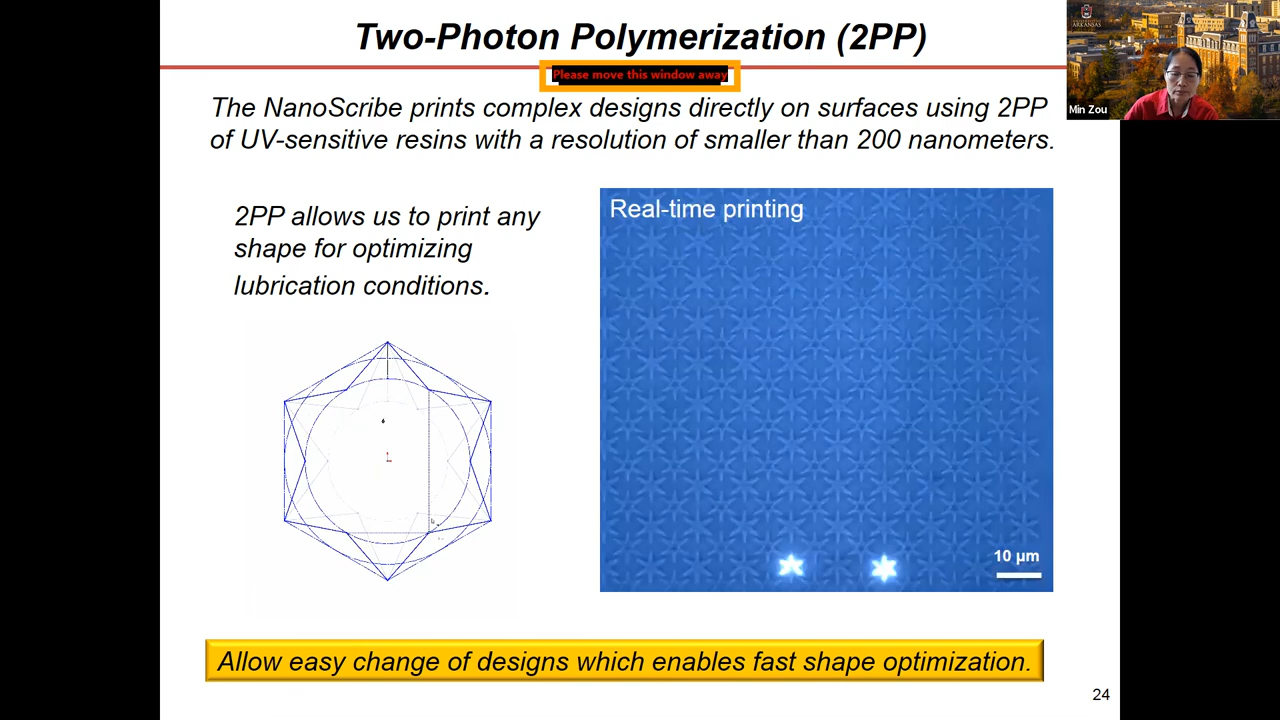 Two-Photon Polymerization (2PP)
Please move this window away
The NanoScribe prints complex designs directly on surfaces using 2PP
of UV-sensitive resins with a resolution of smaller than 200 nanometers.
2PP allows us to print any
shape for optimizing
lubrication conditions.
Real-time printing
10 µm
Allow easy change of designs which enables fast shape optimization.
24
ARKANSAS
Min Zou